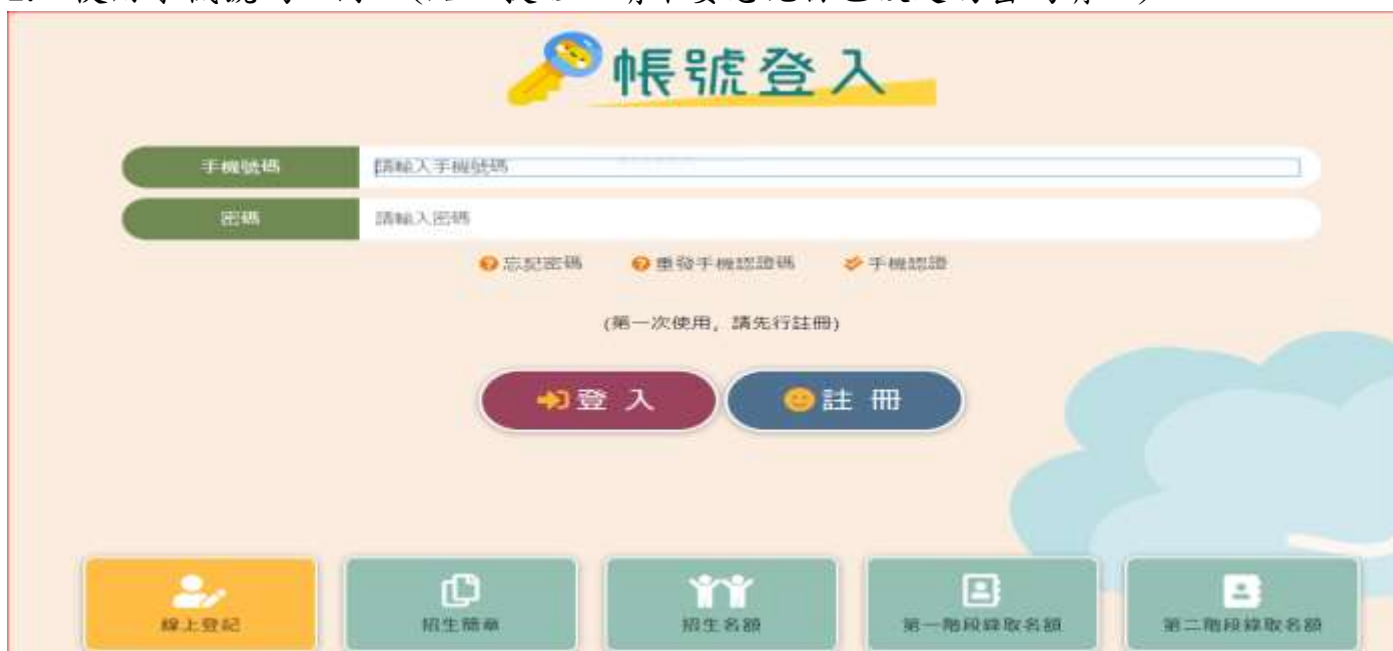 帳號登入
手機號碼 請輸入手機號碼
密碼 請輸入密碼
忘記密碼 重發手機認證碼 手機認證
(第一次使用，請先行註冊)
登 入 註 冊
線上登記 招生簡章 招生名額 第一階段錄取名額 第二階段錄取名額